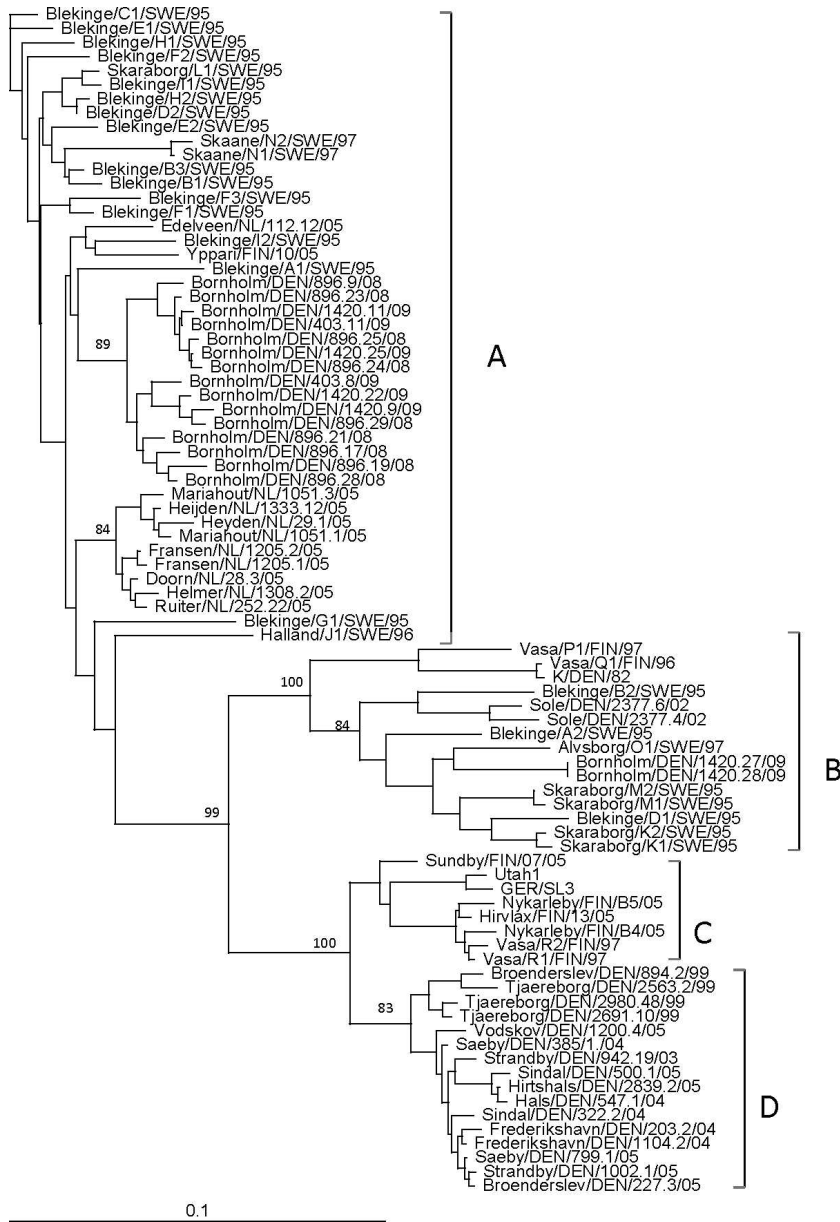 Blekinge/C1/SWE/95
Blekinge/E1/SWE/95
Blekinge/H1/SWE/95
Blekinge/F2/SWE/95
Skaraborg/L1/SWE/95
Blekinge/I1/SWE/95
Blekinge/H2/SWE/95
Blekinge/D2/SWE/95
Blekinge/E2/SWE/95
Skaane/N2/SWE/97
Skaane/N1/SWE/97
Blekinge/B3/SWE/95
Blekinge/B1/SWE/95
Blekinge/F3/SWE/95
Blekinge/F1/SWE/95
Edelveen/NL/112.12/05
Blekinge/I2/SWE/95
Yppari/FIN/10/05
Blekinge/A1/SWE/95
Bornholm/DEN/896.9/08
Bornholm/DEN/896.23/08
Bornholm/DEN/1420.11/09
Bornholm/DEN/403.11/09
Bornholm/DEN/896.25/08
89
A
Bornholm/DEN/1420.25/09
Bornholm/DEN/896.24/08
Bornholm/DEN/403.8/09
Bornholm/DEN/1420.22/09
Bornholm/DEN/1420.9/09
Bornholm/DEN/896.29/08
Bornholm/DEN/896.21/08
Bornholm/DEN/896.17/08
Bornholm/DEN/896.19/08
Bornholm/DEN/896.28/08
Mariahout/NL/1051.3/05
Heijden/NL/1333.12/05
Heyden/NL/29.1/05
84
Mariahout/NL/1051.1/05
Fransen/NL/1205.2/05
Fransen/NL/1205.1/05
Doorn/NL/28.3/05
Helmer/NL/1308.2/05
Ruiter/NL/252.22/05
Blekinge/G1/SWE/95
Halland/J1/SWE/96
Vasa/P1/FIN/97
Vasa/Q1/FIN/96
K/DEN/82
100
Blekinge/B2/SWE/95
Sole/DEN/2377.6/02
Sole/DEN/2377.4/02
84
Blekinge/A2/SWE/95
Alvsborg/O1/SWE/97
Bornholm/DEN/1420.27/09
B
Bornholm/DEN/1420.28/09
Skaraborg/M2/SWE/95
Skaraborg/M1/SWE/95
99
Blekinge/D1/SWE/95
Skaraborg/K2/SWE/95
Skaraborg/K1/SWE/95
Sundby/FIN/07/05
Utah1
GER/SL3
Nykarleby/FIN/B5/05
Hirvlax/FIN/13/05
Nykarleby/FIN/B4/05
C
100
Vasa/R2/FIN/97
Vasa/R1/FIN/97
Broenderslev/DEN/894.2/99
Tjaereborg/DEN/2563.2/99
Tjaereborg/DEN/2980.48/99
83
Tjaereborg/DEN/2691.10/99
Vodskov/DEN/1200.4/05
Saeby/DEN/385/1./04
Strandby/DEN/942.19/03
Sindal/DEN/500.1/05
Hirtshals/DEN/2839.2/05
Hals/DEN/547.1/04
D
Sindal/DEN/322.2/04
Frederikshavn/DEN/203.2/04
Frederikshavn/DEN/1104.2/04
Saeby/DEN/799.1/05
Strandby/DEN/1002.1/05
Broenderslev/DEN/227.3/05
0.1